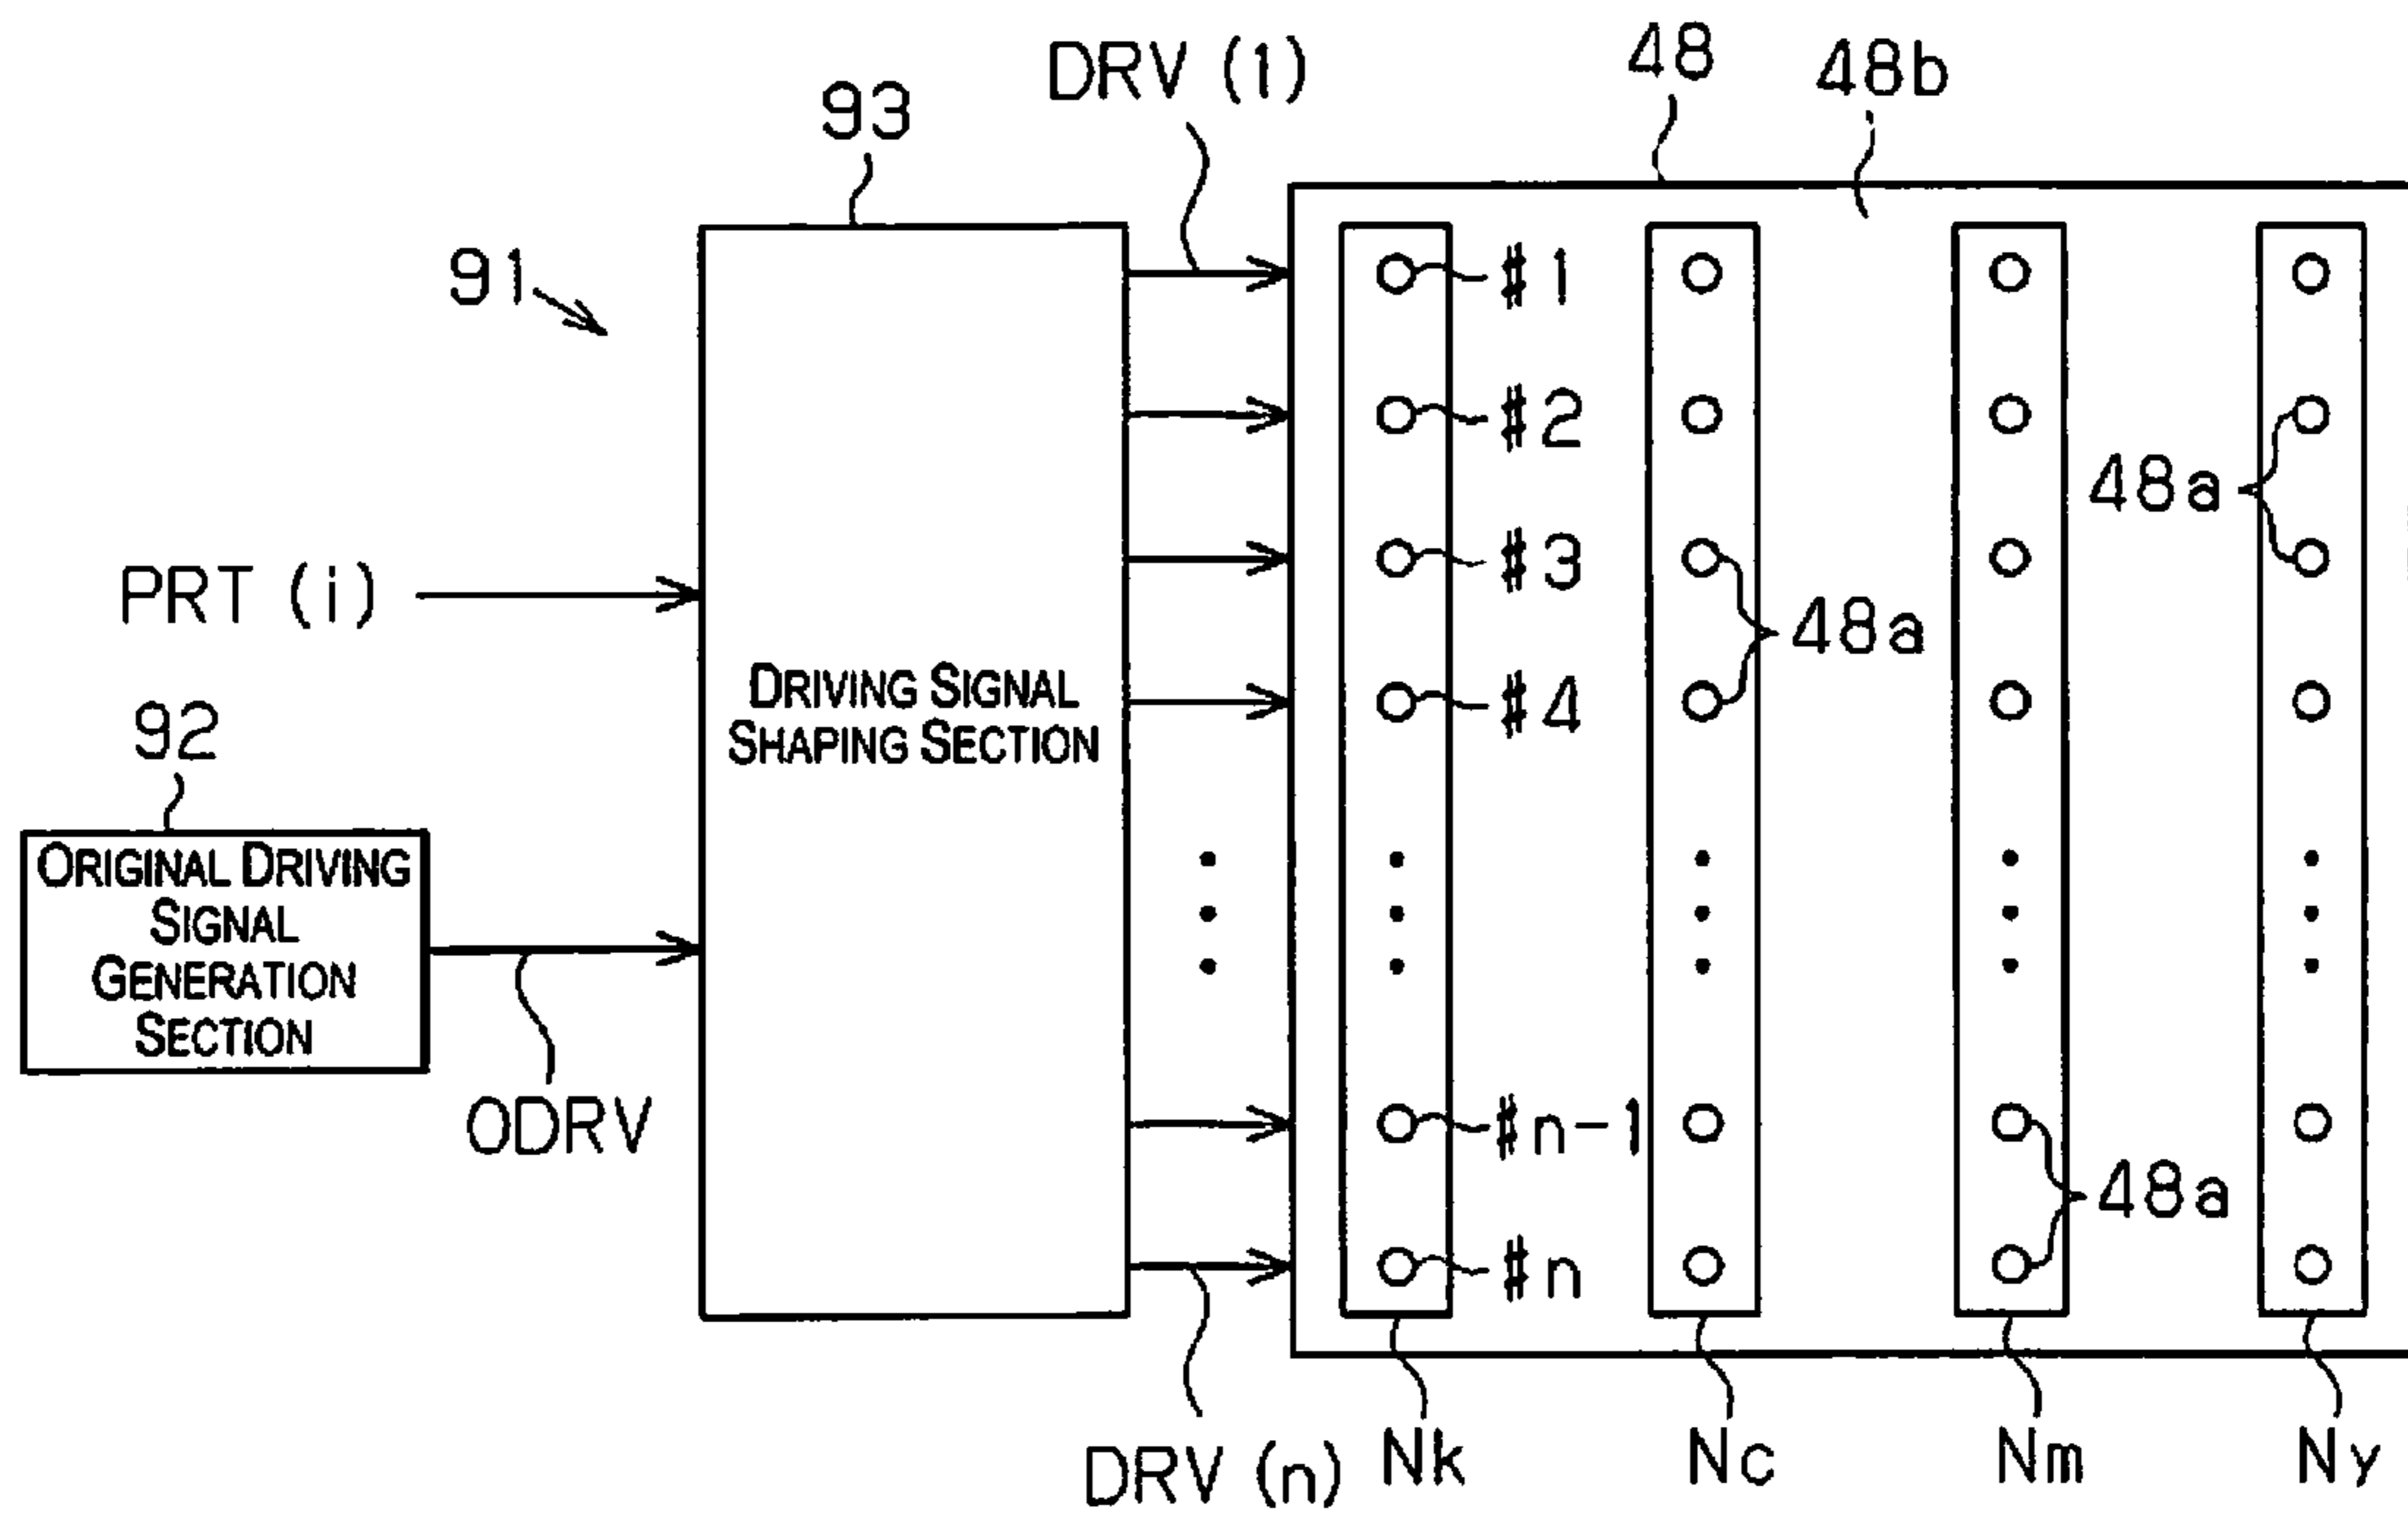 DRV (1)
48
48b
93
91
#1
#2
48a
#3
PRT (i)
48a
DRIVING SIGNAL
SHAPING SECTION
#4
92
ORIGINAL DRIVING
SIGNAL
GENERATION
SECTION
ODRV
#n-1
48a
#n
DRV (n)
Nk
Nc
Nm
Ny